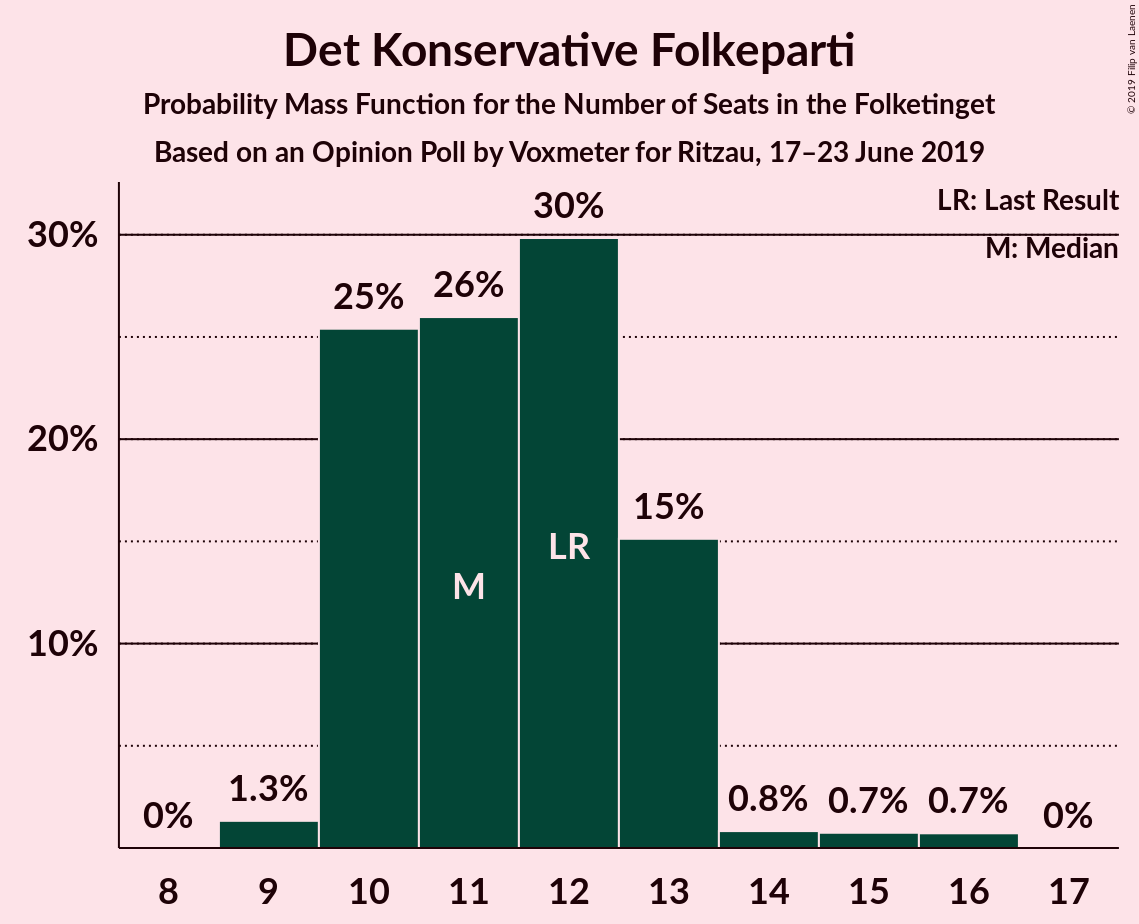 Det Konservative Folkeparti
Probability Mass Function for the Number of Seats in the Folketinget
Based on an Opinion Poll by Voxmeter for Ritzau, 17–23 June 2019
© 2019 Filip van Laenen
LR: Last Result
M: Median
30%
20%
10%
0%
1.3%
25%
26%
30%
15%
0.8%
0.7%
0.7%
0%
M
LR
8
9
10
11
12
13
14
15
16
17